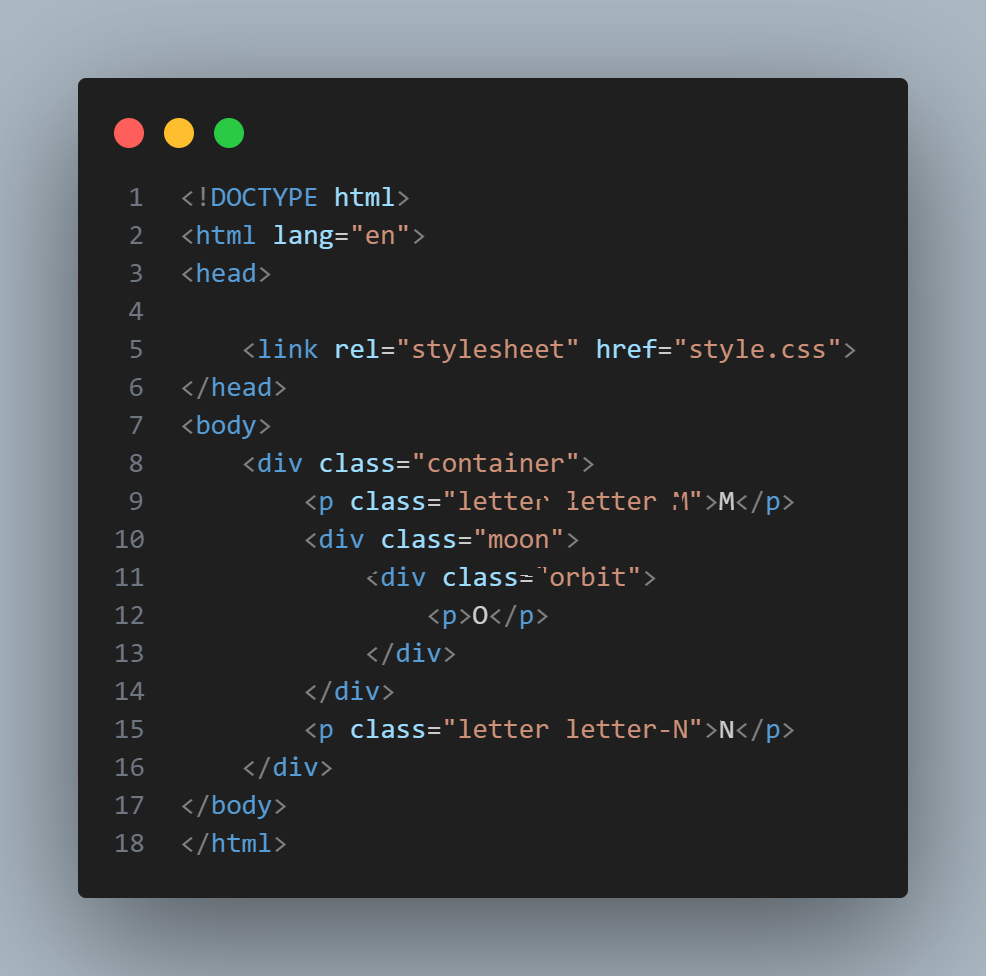 1 <!DOCTYPE html>
2 <html lang="en">
3 <head>
4
5     <link rel="stylesheet" href="style.css">
6 </head>
7 <body>
8     <div class="container">
9         <p class="letter letter M">M</p>
10         <div class="moon">
11             <div class="orbit">
12                 <p>O</p>
13             </div>
14         </div>
15         <p class="letter letter-N">N</p>
16     </div>
17 </body>
18 </html>